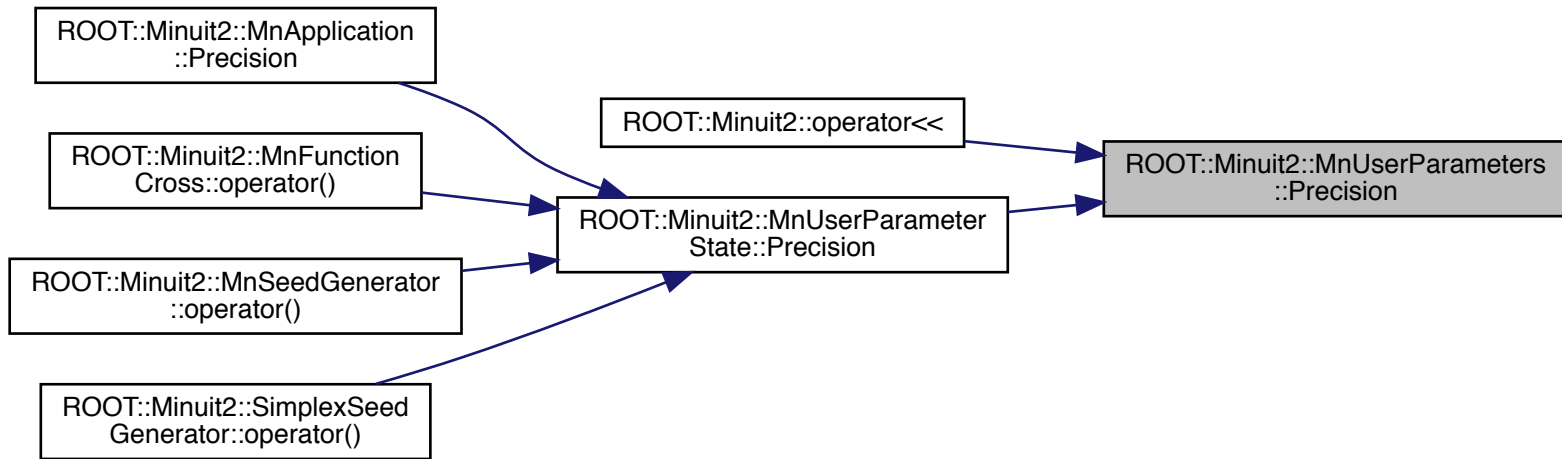 ROOT::Minuit2::MnApplication
::Precision
ROOT::Minuit2::MnFunction
Cross::operator()
ROOT::Minuit2::MnSeedGenerator
::operator()
ROOT::Minuit2::SimplexSeed
Generator::operator()
ROOT::Minuit2::operator<<
ROOT::Minuit2::MnUserParameter
State::Precision
ROOT::Minuit2::MnUserParameters
::Precision